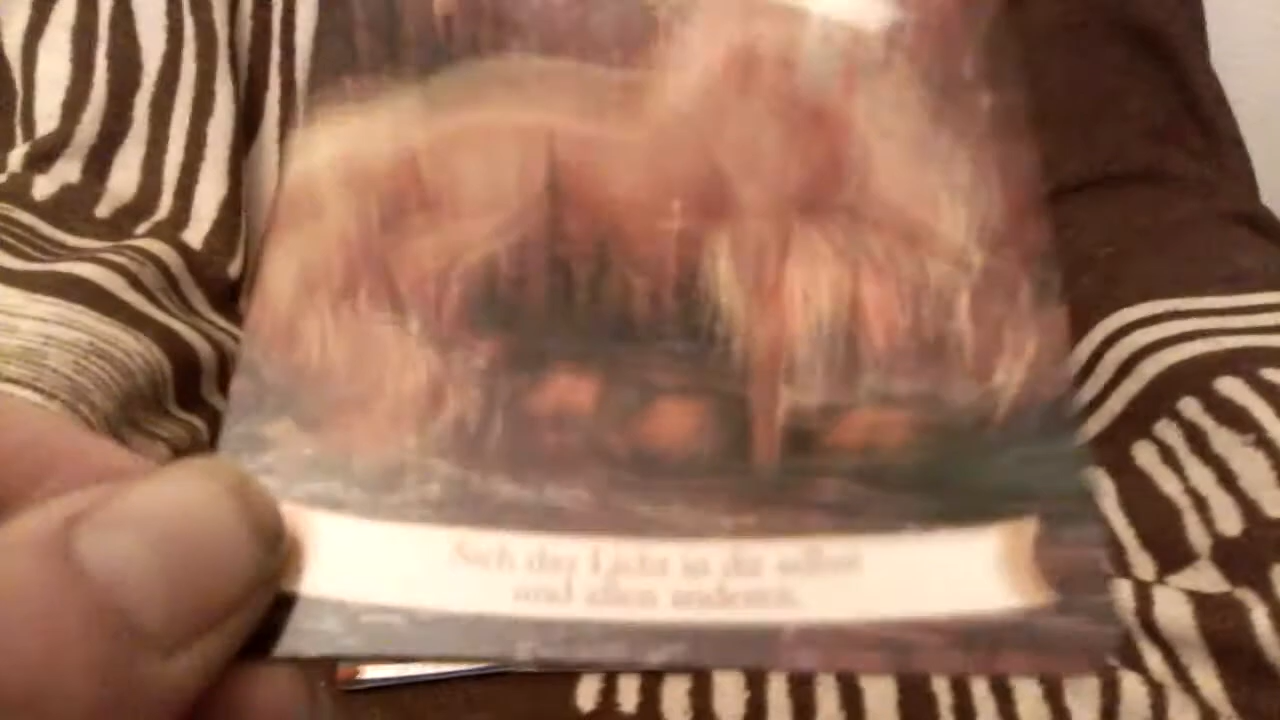 Sieh das Licht in dir selbst
und allen anderen.